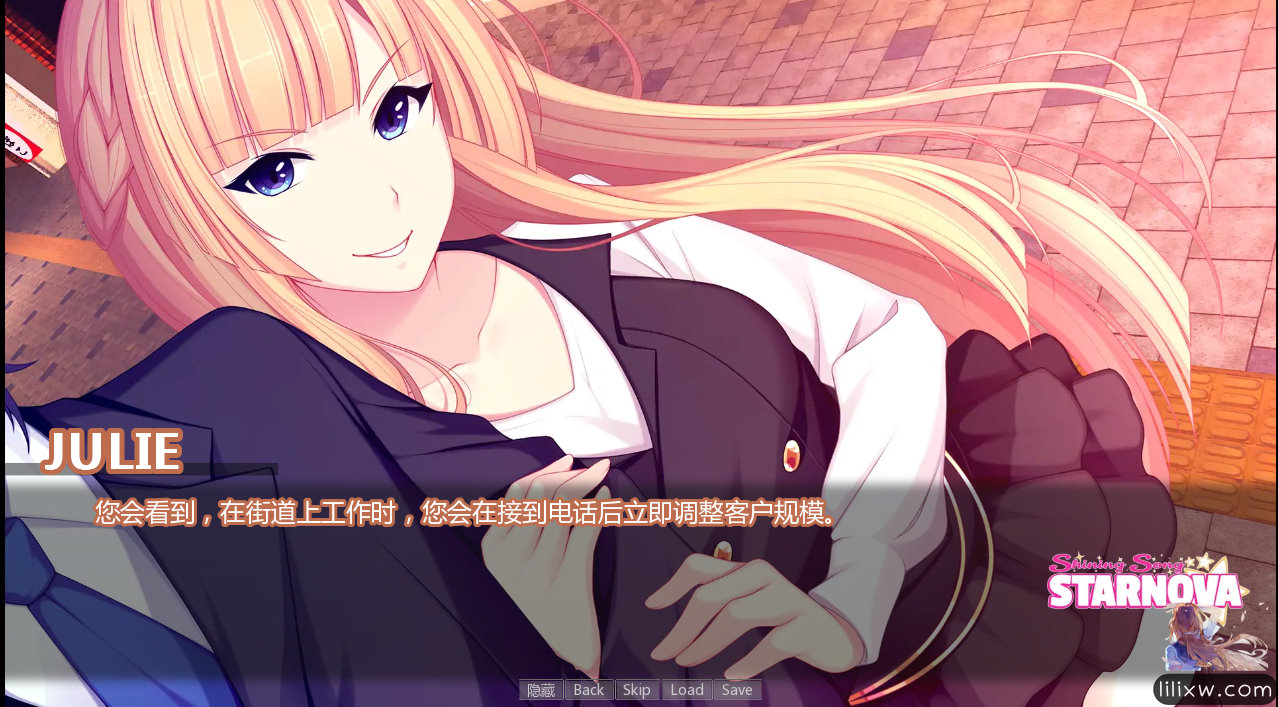 JULIE
您会看到，在街道上工作时，您会在接到电话后立即调整客户规模。
Shining Song
STARNOVA
隐藏 Back Skip Load Save
lilixw.com